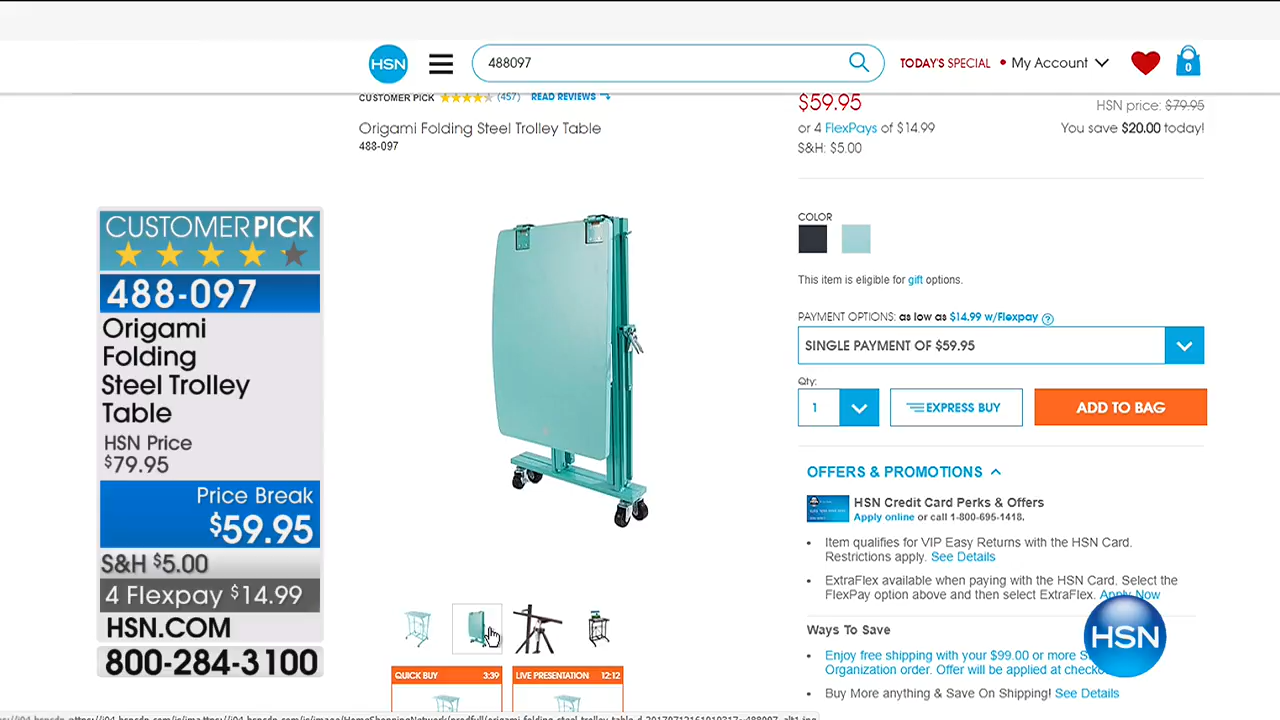 HSN
488097
TODAY'S SPECIAL
My Account
0
CUSTOMER PICK (457) READ REVIEWS
Origami Folding Steel Trolley Table
488-097
$59.95
HSN price: $79.95
or 4 FlexPays of $14.99
You save $20.00 today!
S&H: $5.00
CUSTOMER PICK
488-097
Origami
Folding
Steel Trolley
Table
HSN Price
$79.95
Price Break
$59.95
S&H $5.00
4 Flexpay $14.99
HSN.COM
800-284-3100
COLOR
This item is eligible for gift options.
PAYMENT OPTIONS: as low as $14.99 w/Flexpay ?
SINGLE PAYMENT OF $59.95
Qty:
1
EXPRESS BUY
ADD TO BAG
OFFERS & PROMOTIONS
HSN Credit Card Perks & Offers
Apply online or call 1-800-695-1418.
• Item qualifies for VIP Easy Returns with the HSN Card.
Restrictions apply. See Details
• ExtraFlex available when paying with the HSN Card. Select the
FlexPay option above and then select ExtraFlex. Apply Now
Ways To Save
• Enjoy free shipping with your $99.00 or more
Organization order. Offer will be applied at
• Buy More anything & Save On Shipping! See Details
HSN
QUICK BUY 3:39
LIVE PRESENTATION 12:12